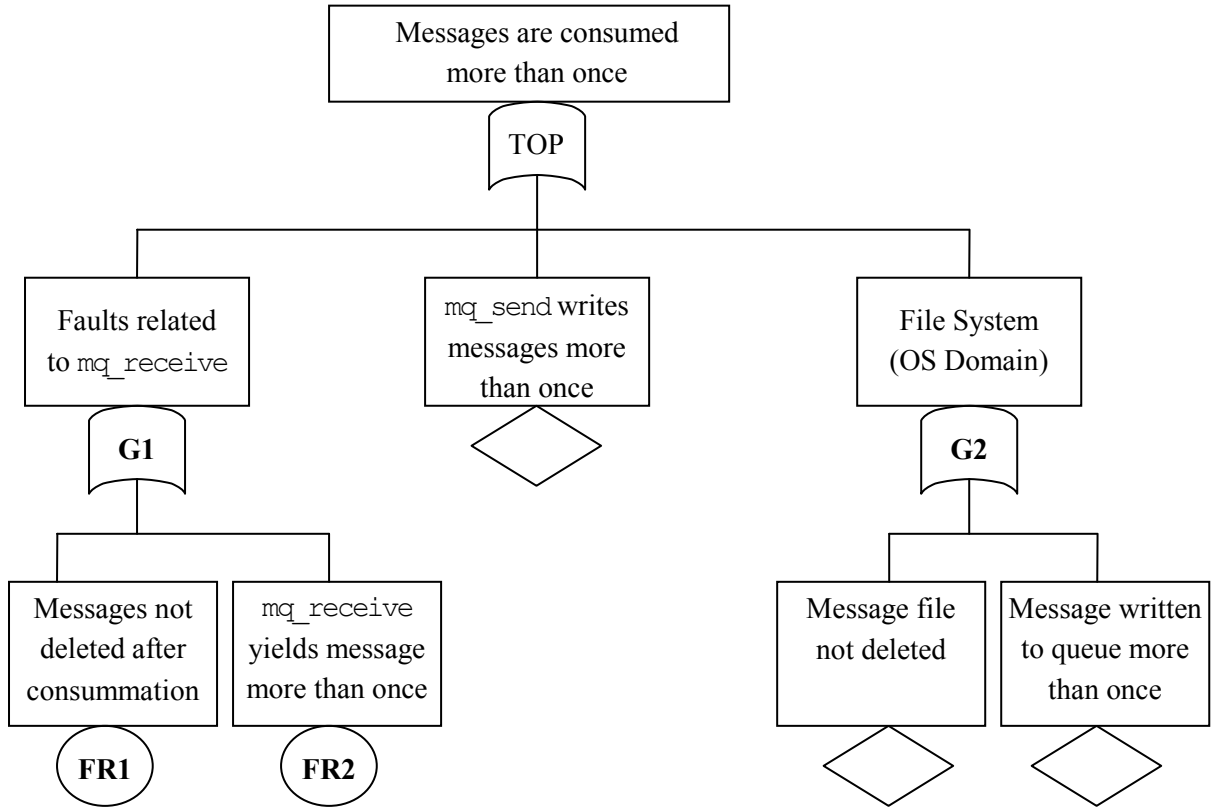 Messages are consumed
more than once
TOP
Faults related
to mq_receive
mq_send writes
messages more
than once
File System
(OS Domain)
G1
G2
Messages not
deleted after
consummation
mq_receive
yields message
more than once
Message file
not deleted
Message written
to queue more
than once
FR1
FR2